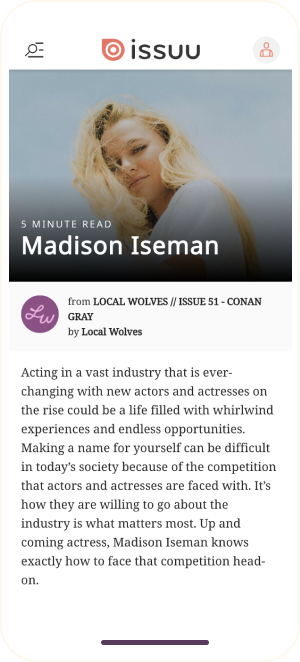 issuu
5 MINUTE READ
Madison Iseman
Lw
from LOCAL WOLVES // ISSUE 51 - CONAN
GRAY
by Local Wolves
Acting in a vast industry that is ever-
changing with new actors and actresses on
the rise could be a life filled with whirlwind
experiences and endless opportunities.
Making a name for yourself can be difficult
in today's society because of the competition
that actors and actresses are faced with. It's
how they are willing to go about the
industry is what matters most. Up and
coming actress, Madison Iseman knows
exactly how to face that competition head-
on.